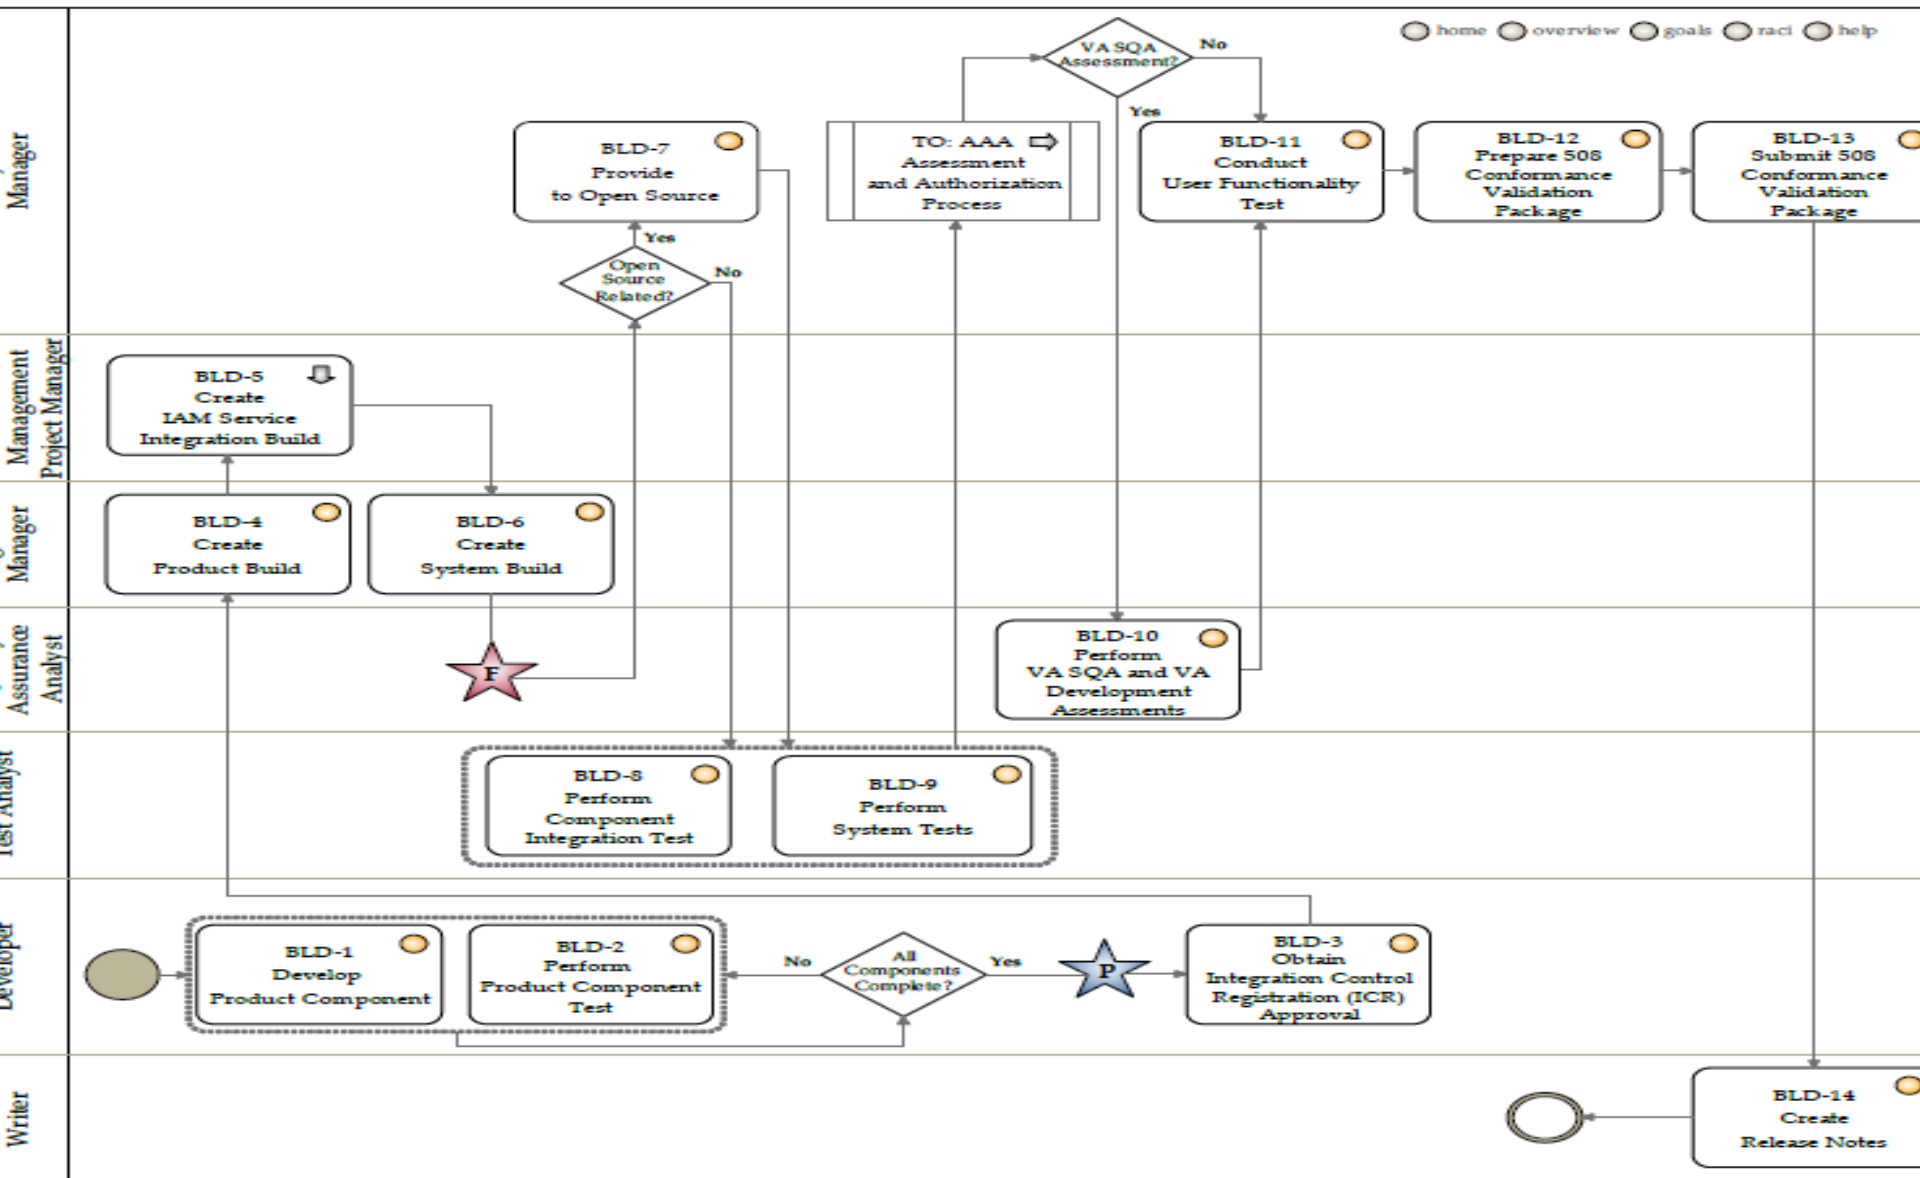 home overview goals raci help
VA SQA
Assessment?
No
Yes
Manager
BLD-7
Provide
to Open Source
TO: AAA
Assessment
and Authorization
Process
BLD-11
Conduct
User Functionality
Test
BLD-12
Prepare 508
Conformance
Validation
Package
BLD-13
Submit 508
Conformance
Validation
Package
Yes
Open
Source
Related?
No
Management
Project Manager
BLD-5
Create
IAM Service
Integration Build
Manager
BLD-4
Create
Product Build
BLD-6
Create
System Build
Assurance
Analyst
F
BLD-10
Perform
VA SQA and VA
Development
Assessments
Test Analyst
BLD-8
Perform
Component
Integration Test
BLD-9
Perform
System Tests
Developer
BLD-1
Develop
Product Component
BLD-2
Perform
Product Component
Test
No
All
Components
Complete?
Yes
P
BLD-3
Obtain
Integration Control
Registration (ICR)
Approval
Writer
BLD-14
Create
Release Notes